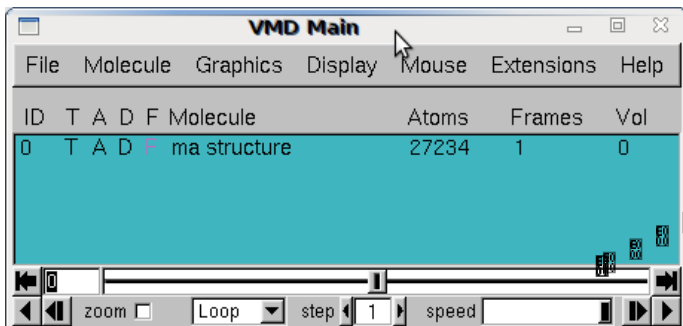 VMD Main
File Molecule Graphics Display Mouse Extensions Help
ID T A D F Molecule Atoms Frames Vol
0 T A D F ma structure 27234 1 0
0
zoom Loop step 1 speed